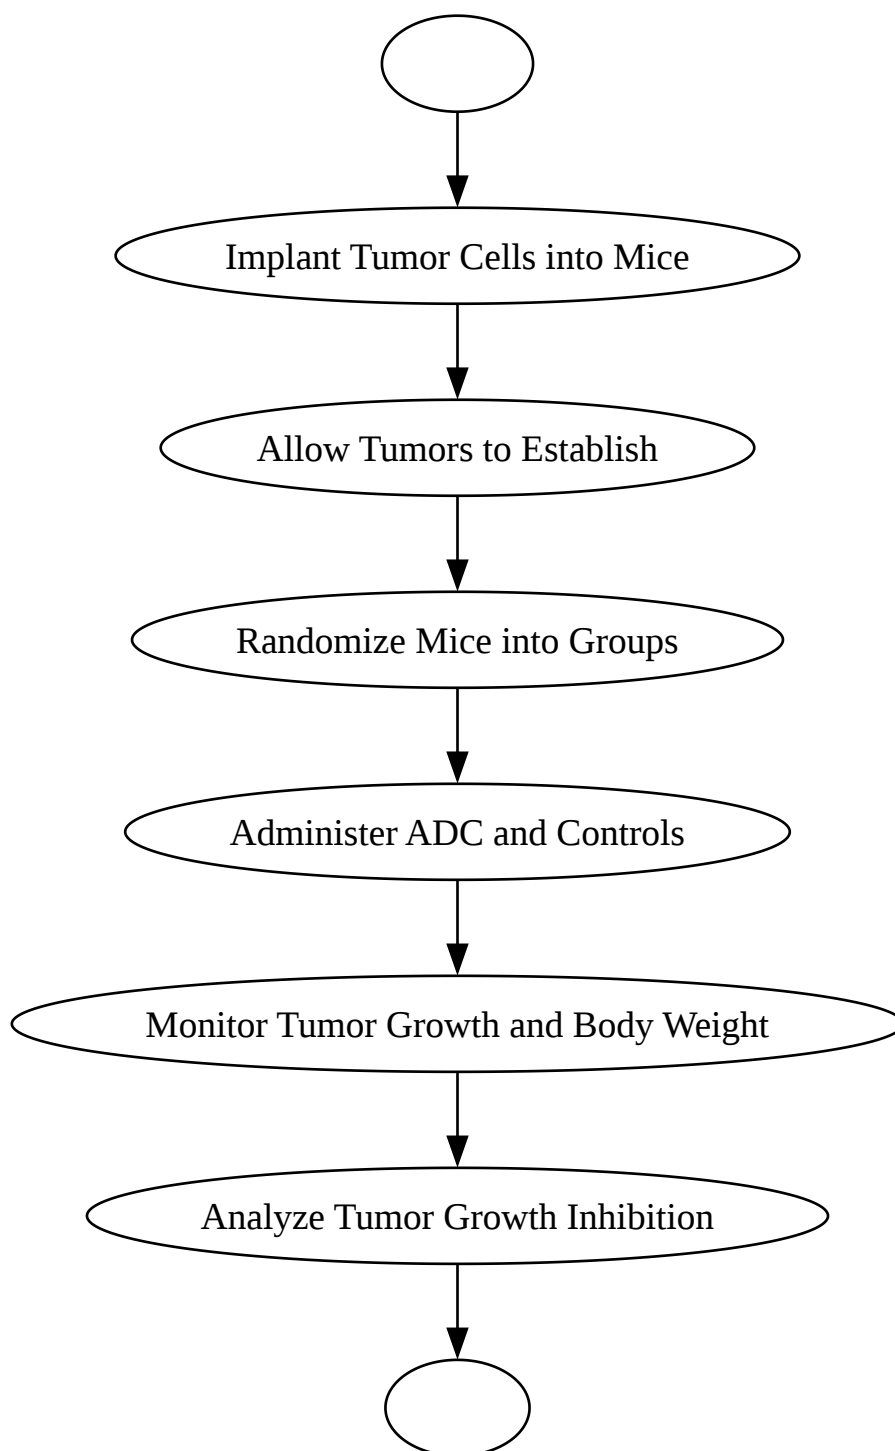 Implant Tumor Cells into Mice
Allow Tumors to Establish
Randomize Mice into Groups
Administer ADC and Controls
Monitor Tumor Growth and Body Weight
Analyze Tumor Growth Inhibition